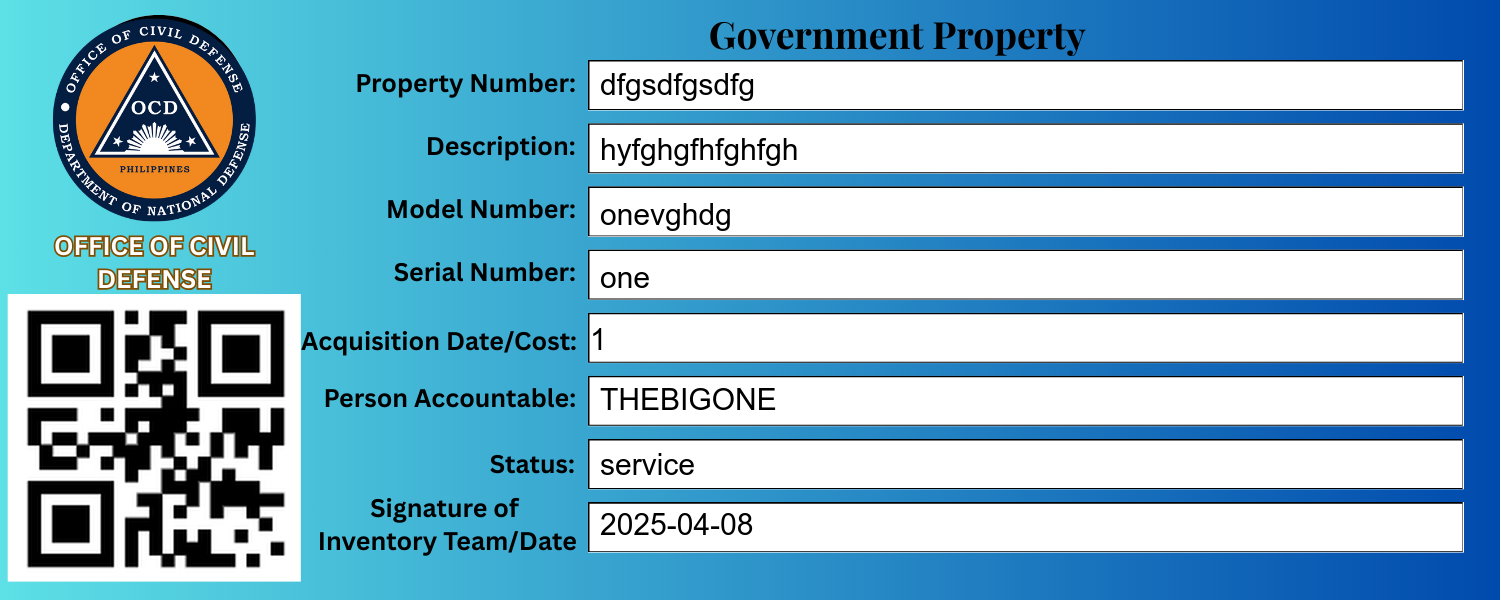 OFFICE OF CIVIL DEFENSE
OCD
PHILIPPINES
DEPARTMENT OF NATIONAL DEFENSE
OFFICE OF CIVIL
DEFENSE
Government Property
Property Number: dfgsdfgsdfg
Description: hyfghgfhfghfgh
Model Number: onevghdg
Serial Number: one
Acquisition Date/Cost: 1
Person Accountable: THEBIGONE
Status: service
Signature of
Inventory Team/Date 2025-04-08